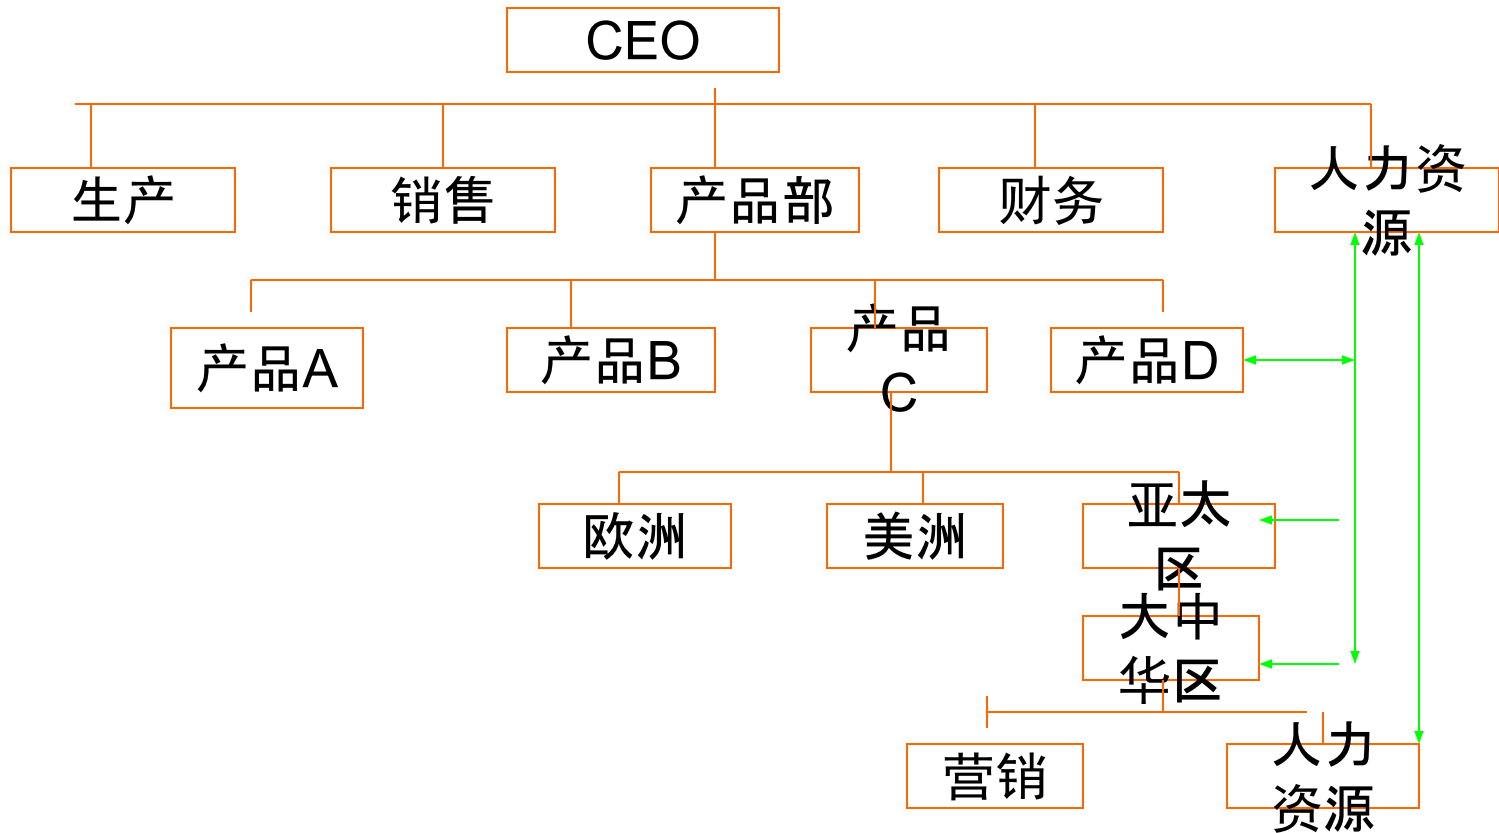 CEO
生产
销售
产品部
财务
人力资
源
产品A
产品B
产品
C
产品D
欧洲
美洲
亚太
区
大中
华区
营销
人力
资源